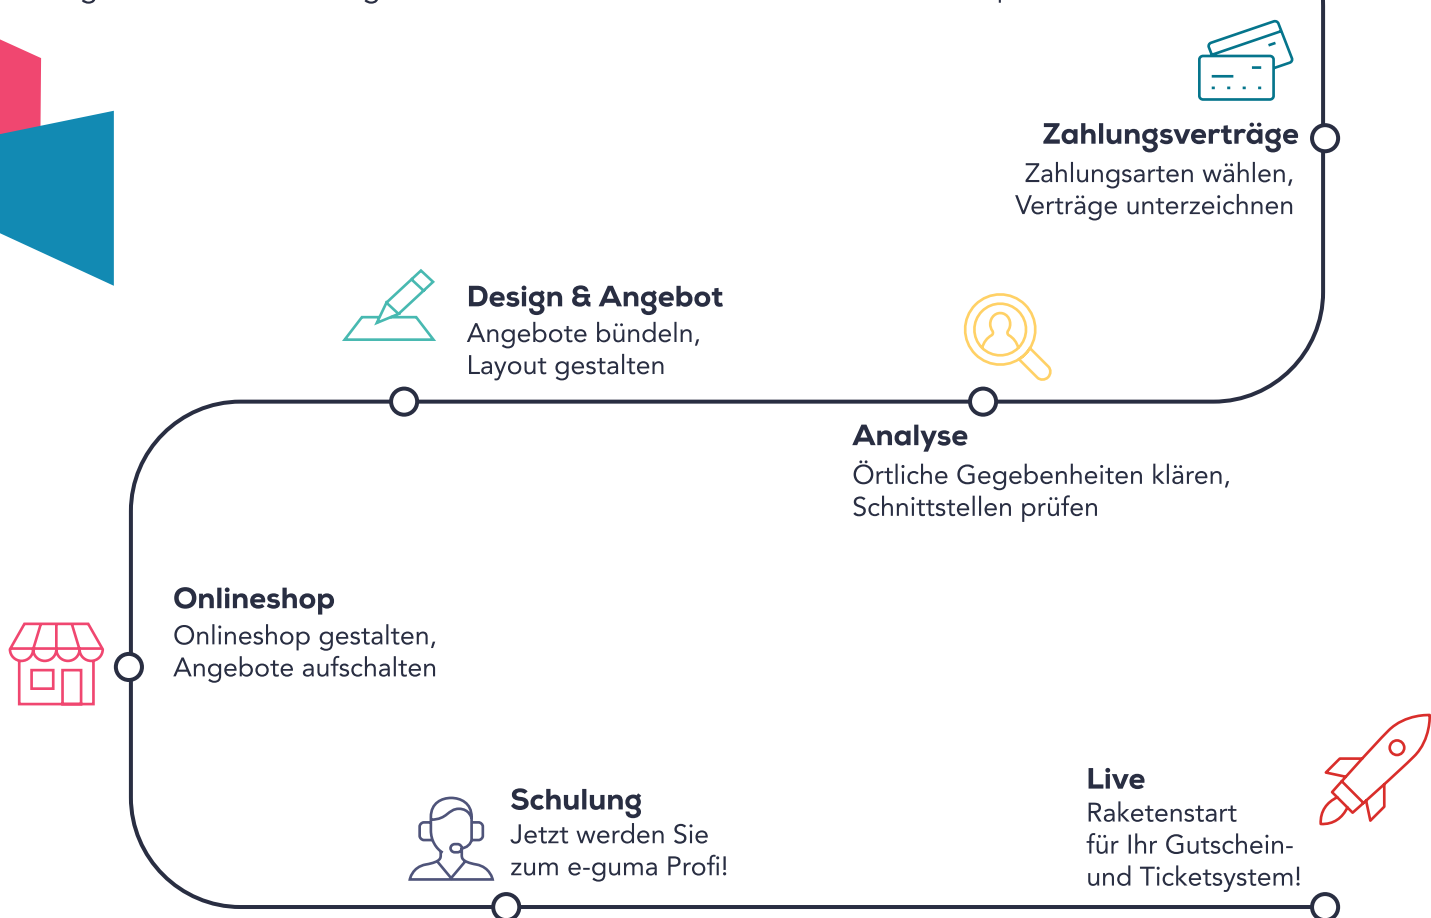 Zahlungsverträge
Zahlungsarten wählen,
Verträge unterzeichnen
Design & Angebot
Angebote bündeln,
Layout gestalten
Analyse
Örtliche Gegebenheiten klären,
Schnittstellen prüfen
Onlineshop
Onlineshop gestalten,
Angebote aufschalten
Schulung
Jetzt werden Sie
zum e-guma Profi!
Live
Raketenstart
für Ihr Gutschein-
und Ticketsystem!